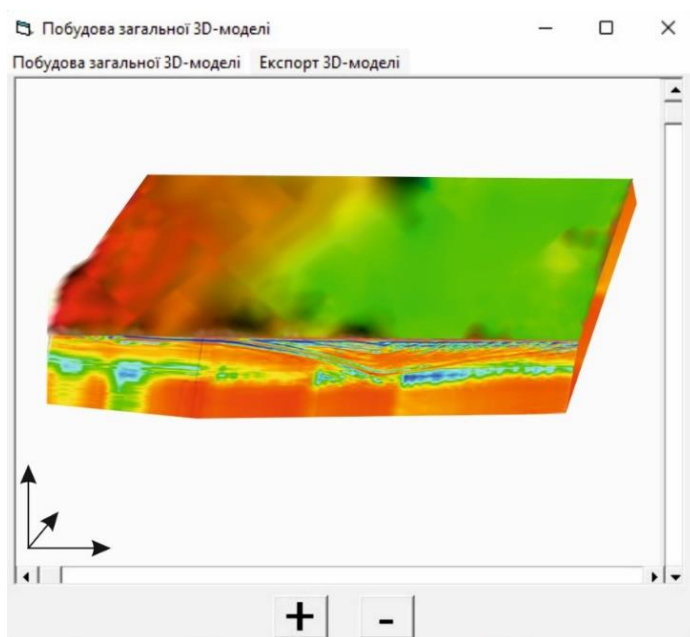 Побудова загальної 3D-моделі
Побудова загальної 3D-моделі Експорт 3D-моделі
+ -